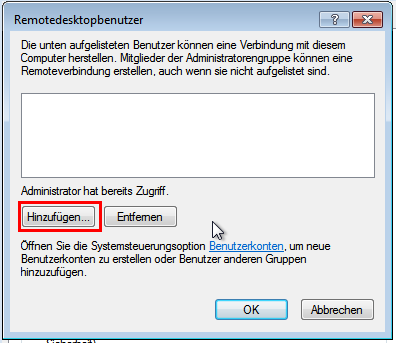 Remotedesktopbenutzer
Die unten aufgelisteten Benutzer können eine Verbindung mit diesem
Computer herstellen. Mitglieder der Administratorengruppe können eine
Remoteverbindung erstellen, auch wenn sie nicht aufgelistet sind.
Administrator hat bereits Zugriff.
Hinzufügen... Entfernen
Öffnen Sie die Systemsteuerungsoption Benutzerkonten, um neue
Benutzerkonten zu erstellen oder Benutzer anderen Gruppen
hinzuzufügen.
OK Abbrechen